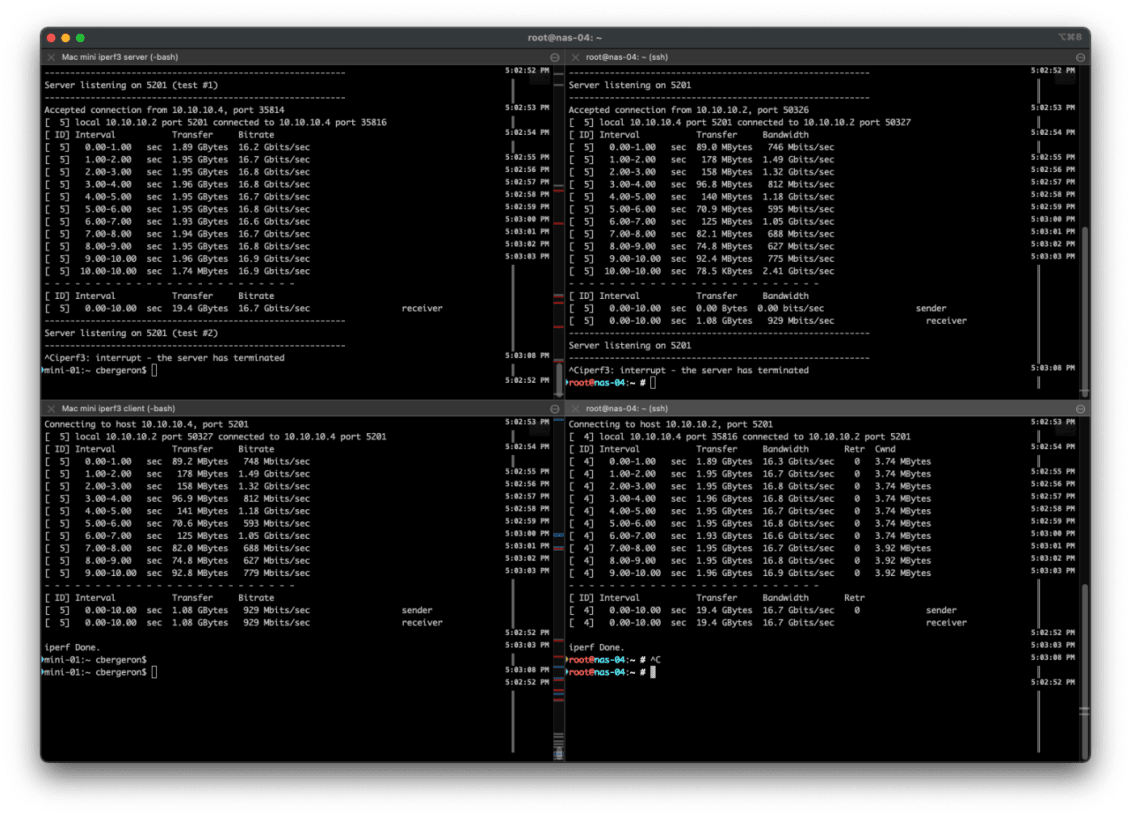 root@nas-04: ~
⌥⌘8
Mac mini iperf3 server (-bash)
-----------------------------------------------------------
Server listening on 5201 (test #1)
-----------------------------------------------------------
Accepted connection from 10.10.10.4, port 35814
[  5] local 10.10.10.2 port 5201 connected to 10.10.10.4 port 35816
[ ID] Interval           Transfer     Bitrate
[  5]   0.00-1.00   sec  1.89 GBytes  16.2 Gbits/sec
[  5]   1.00-2.00   sec  1.95 GBytes  16.7 Gbits/sec
[  5]   2.00-3.00   sec  1.95 GBytes  16.8 Gbits/sec
[  5]   3.00-4.00   sec  1.96 GBytes  16.8 Gbits/sec
[  5]   4.00-5.00   sec  1.95 GBytes  16.7 Gbits/sec
[  5]   5.00-6.00   sec  1.95 GBytes  16.8 Gbits/sec
[  5]   6.00-7.00   sec  1.93 GBytes  16.6 Gbits/sec
[  5]   7.00-8.00   sec  1.94 GBytes  16.7 Gbits/sec
[  5]   8.00-9.00   sec  1.95 GBytes  16.8 Gbits/sec
[  5]   9.00-10.00  sec  1.96 GBytes  16.9 Gbits/sec
[  5]  10.00-10.00  sec  1.74 MBytes  16.9 Gbits/sec
- - - - - - - - - - - - - - - - - - - - - - - - -
[ ID] Interval           Transfer     Bitrate
[  5]   0.00-10.00  sec  19.4 GBytes  16.7 Gbits/sec                  receiver
-----------------------------------------------------------
Server listening on 5201 (test #2)
-----------------------------------------------------------
^Ciperf3: interrupt - the server has terminated
mini-01:~ cbergeron$
5:02:52 PM
5:02:53 PM
5:02:54 PM
5:02:55 PM
5:02:56 PM
5:02:57 PM
5:02:58 PM
5:02:59 PM
5:03:00 PM
5:03:01 PM
5:03:02 PM
5:03:03 PM
5:03:08 PM
5:02:52 PM
root@nas-04: ~ (ssh)
-----------------------------------------------------------
Server listening on 5201
-----------------------------------------------------------
Accepted connection from 10.10.10.2, port 50326
[  5] local 10.10.10.4 port 5201 connected to 10.10.10.2 port 50327
[ ID] Interval           Transfer     Bandwidth
[  5]   0.00-1.00   sec  89.0 MBytes   746 Mbits/sec
[  5]   1.00-2.00   sec   178 MBytes  1.49 Gbits/sec
[  5]   2.00-3.00   sec   158 MBytes  1.32 Gbits/sec
[  5]   3.00-4.00   sec  96.8 MBytes   812 Mbits/sec
[  5]   4.00-5.00   sec   140 MBytes  1.18 Gbits/sec
[  5]   5.00-6.00   sec  70.9 MBytes   595 Mbits/sec
[  5]   6.00-7.00   sec   125 MBytes  1.05 Gbits/sec
[  5]   7.00-8.00   sec  82.1 MBytes   688 Mbits/sec
[  5]   8.00-9.00   sec  74.8 MBytes   627 Mbits/sec
[  5]   9.00-10.00  sec  92.4 MBytes   775 Mbits/sec
[  5]  10.00-10.00  sec  78.5 KBytes  2.41 Gbits/sec
- - - - - - - - - - - - - - - - - - - - - - - - -
[ ID] Interval           Transfer     Bandwidth
[  5]   0.00-10.00  sec  0.00 Bytes  0.00 bits/sec                  sender
[  5]   0.00-10.00  sec  1.08 GBytes   929 Mbits/sec                  receiver
-----------------------------------------------------------
Server listening on 5201
-----------------------------------------------------------
^Ciperf3: interrupt - the server has terminated
root@nas-04:~ #
5:02:52 PM
5:02:53 PM
5:02:54 PM
5:02:55 PM
5:02:56 PM
5:02:57 PM
5:02:58 PM
5:02:59 PM
5:03:00 PM
5:03:01 PM
5:03:02 PM
5:03:03 PM
5:03:08 PM
Mac mini iperf3 client (-bash)
Connecting to host 10.10.10.4, port 5201
[  5] local 10.10.10.2 port 50327 connected to 10.10.10.4 port 5201
[ ID] Interval           Transfer     Bitrate
[  5]   0.00-1.00   sec  89.2 MBytes   748 Mbits/sec
[  5]   1.00-2.00   sec   178 MBytes  1.49 Gbits/sec
[  5]   2.00-3.00   sec   158 MBytes  1.32 Gbits/sec
[  5]   3.00-4.00   sec  96.9 MBytes   812 Mbits/sec
[  5]   4.00-5.00   sec   141 MBytes  1.18 Gbits/sec
[  5]   5.00-6.00   sec  70.6 MBytes   593 Mbits/sec
[  5]   6.00-7.00   sec   125 MBytes  1.05 Gbits/sec
[  5]   7.00-8.00   sec  82.0 MBytes   688 Mbits/sec
[  5]   8.00-9.00   sec  74.8 MBytes   627 Mbits/sec
[  5]   9.00-10.00  sec  92.8 MBytes   779 Mbits/sec
- - - - - - - - - - - - - - - - - - - - - - - - -
[ ID] Interval           Transfer     Bitrate
[  5]   0.00-10.00  sec  1.08 GBytes   929 Mbits/sec                  sender
[  5]   0.00-10.00  sec  1.08 GBytes   929 Mbits/sec                  receiver
iperf Done.
mini-01:~ cbergeron$
mini-01:~ cbergeron$
5:02:53 PM
5:02:54 PM
5:02:55 PM
5:02:56 PM
5:02:57 PM
5:02:58 PM
5:02:59 PM
5:03:00 PM
5:03:01 PM
5:03:02 PM
5:03:03 PM
5:02:52 PM
5:03:03 PM
5:03:08 PM
5:02:52 PM
root@nas-04: ~ (ssh)
Connecting to host 10.10.10.2, port 5201
[  4] local 10.10.10.4 port 35816 connected to 10.10.10.2 port 5201
[ ID] Interval           Transfer     Bandwidth       Retr  Cwnd
[  4]   0.00-1.00   sec  1.89 GBytes  16.3 Gbits/sec    0   3.74 MBytes
[  4]   1.00-2.00   sec  1.95 GBytes  16.7 Gbits/sec    0   3.74 MBytes
[  4]   2.00-3.00   sec  1.95 GBytes  16.8 Gbits/sec    0   3.74 MBytes
[  4]   3.00-4.00   sec  1.96 GBytes  16.8 Gbits/sec    0   3.74 MBytes
[  4]   4.00-5.00   sec  1.95 GBytes  16.7 Gbits/sec    0   3.74 MBytes
[  4]   5.00-6.00   sec  1.95 GBytes  16.8 Gbits/sec    0   3.74 MBytes
[  4]   6.00-7.00   sec  1.93 GBytes  16.6 Gbits/sec    0   3.74 MBytes
[  4]   7.00-8.00   sec  1.95 GBytes  16.7 Gbits/sec    0   3.92 MBytes
[  4]   8.00-9.00   sec  1.95 GBytes  16.8 Gbits/sec    0   3.92 MBytes
[  4]   9.00-10.00  sec  1.96 GBytes  16.9 Gbits/sec    0   3.92 MBytes
- - - - - - - - - - - - - - - - - - - - - - - - -
[ ID] Interval           Transfer     Bandwidth       Retr
[  4]   0.00-10.00  sec  19.4 GBytes  16.7 Gbits/sec    0             sender
[  4]   0.00-10.00  sec  19.4 GBytes  16.7 Gbits/sec                  receiver
iperf Done.
root@nas-04:~ # ^C
root@nas-04:~ #
5:02:53 PM
5:02:54 PM
5:02:55 PM
5:02:56 PM
5:02:57 PM
5:02:58 PM
5:02:59 PM
5:03:00 PM
5:03:01 PM
5:03:02 PM
5:03:03 PM
5:02:52 PM
5:03:03 PM
5:03:08 PM
5:02:52 PM